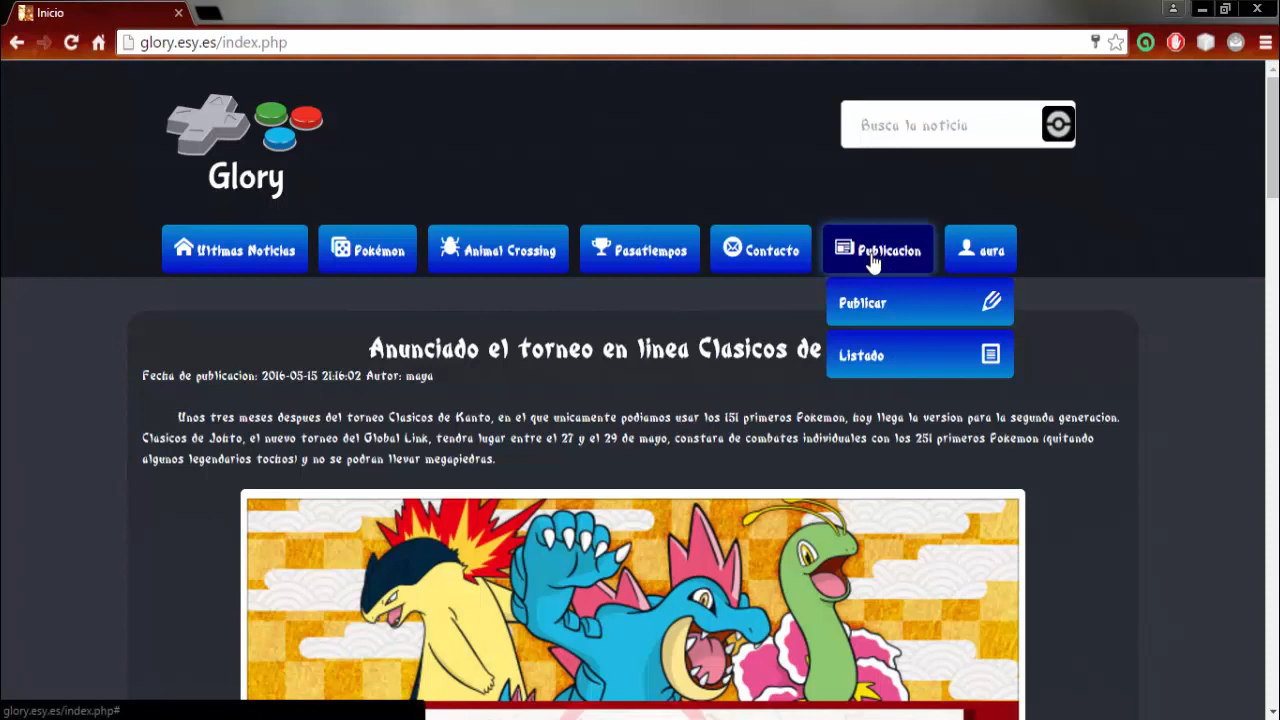 Inicio
glory.esy.es/index.php
Glory
Busca la noticia
Ultimas Noticias
Pokémon
Animal Crossing
Pasatiempos
Contacto
Publicacion
aura
Publicar
Listado
Anunciado el torneo en linea Clasicos de
Fecha de publicacion: 2016-05-15 21:16:02 Autor: maya
Unos tres meses despues del torneo Clasicos de Kanto, en el que unicamente podiamos usar los 151 primeros Pokemon, hoy llega la version para la segunda generacion.
Clasicos de Johto, el nuevo torneo del Global Link, tendra lugar entre el 27 y el 29 de mayo, constara de combates individuales con los 251 primeros Pokemon (quitando
algunos legendarios tochos) y no se podran llevar megapiedras.
glory.esy.es/index.php#